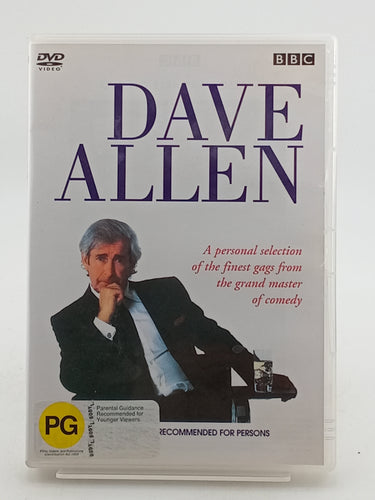 DVD
VIDEO
BBC
DAVE
ALLEN
A personal selection
of the finest gags from
the grand master
of comedy
PG
Parental Guidance
Recommended for
Younger Viewers.
RECOMMENDED FOR PERSONS